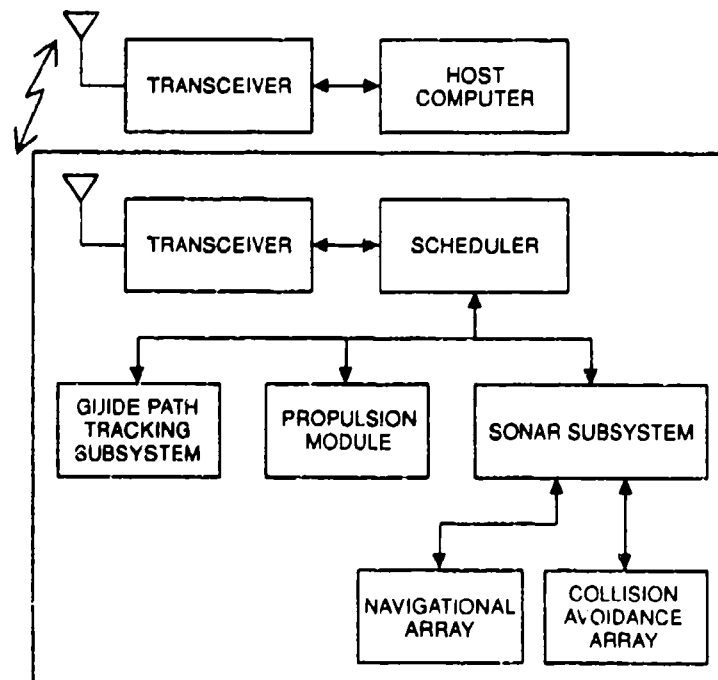 TRANSCEIVER
HOST
COMPUTER
TRANSCEIVER
SCHEDULER
GUIDE PATH
TRACKING
SUBSYSTEM
PROPULSION
MODULE
SONAR SUBSYSTEM
NAVIGATIONAL
ARRAY
COLLISION
AVOIDANCE
ARRAY